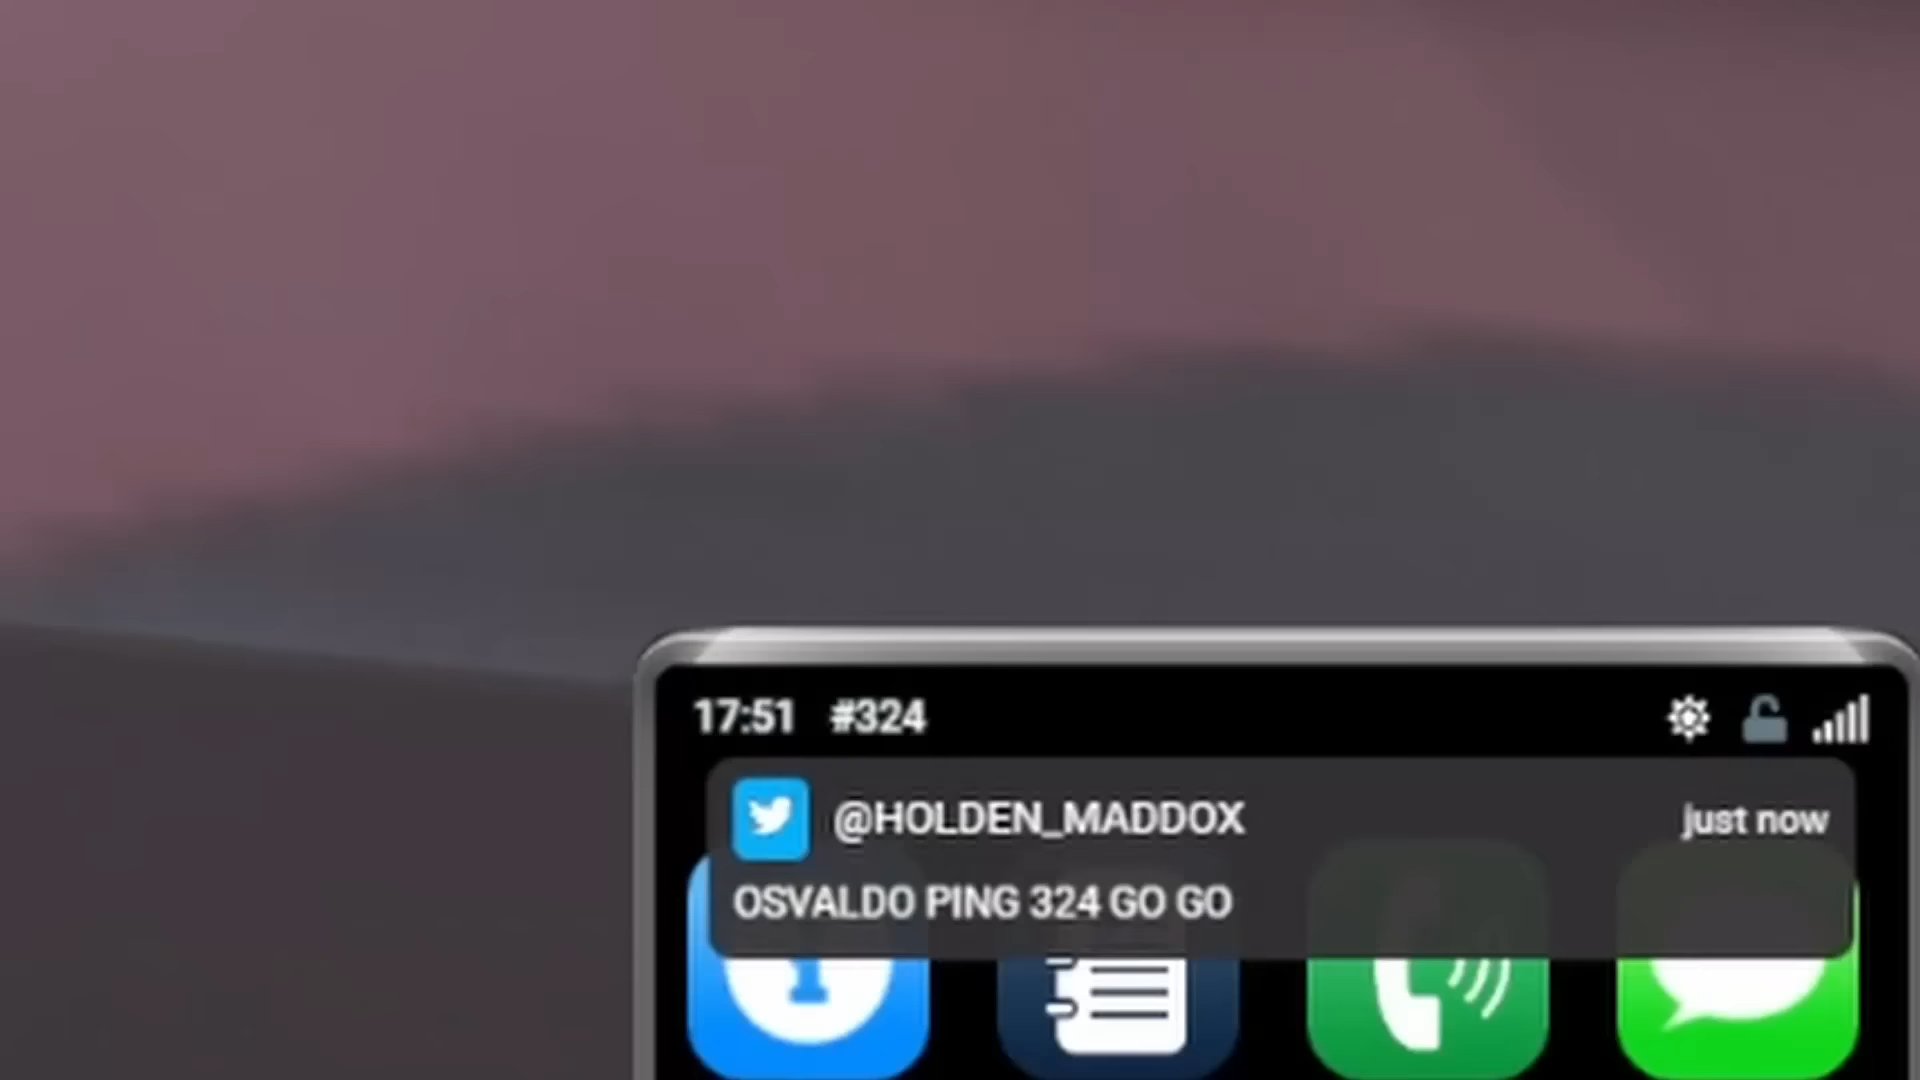 17:51 #324
@HOLDEN_MADDOX just now
OSVALDO PING 324 GO GO